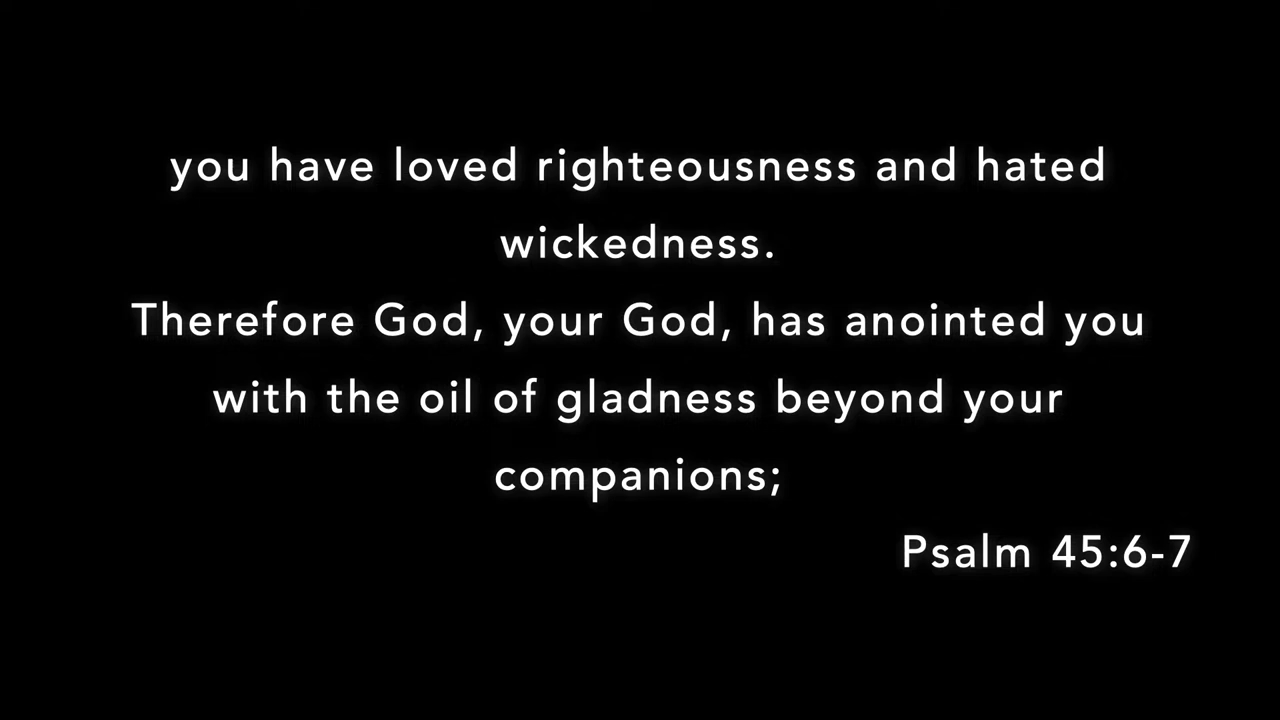 you have loved righteousness and hated
wickedness.
Therefore God, your God, has anointed you
with the oil of gladness beyond your
companions;
Psalm 45:6-7